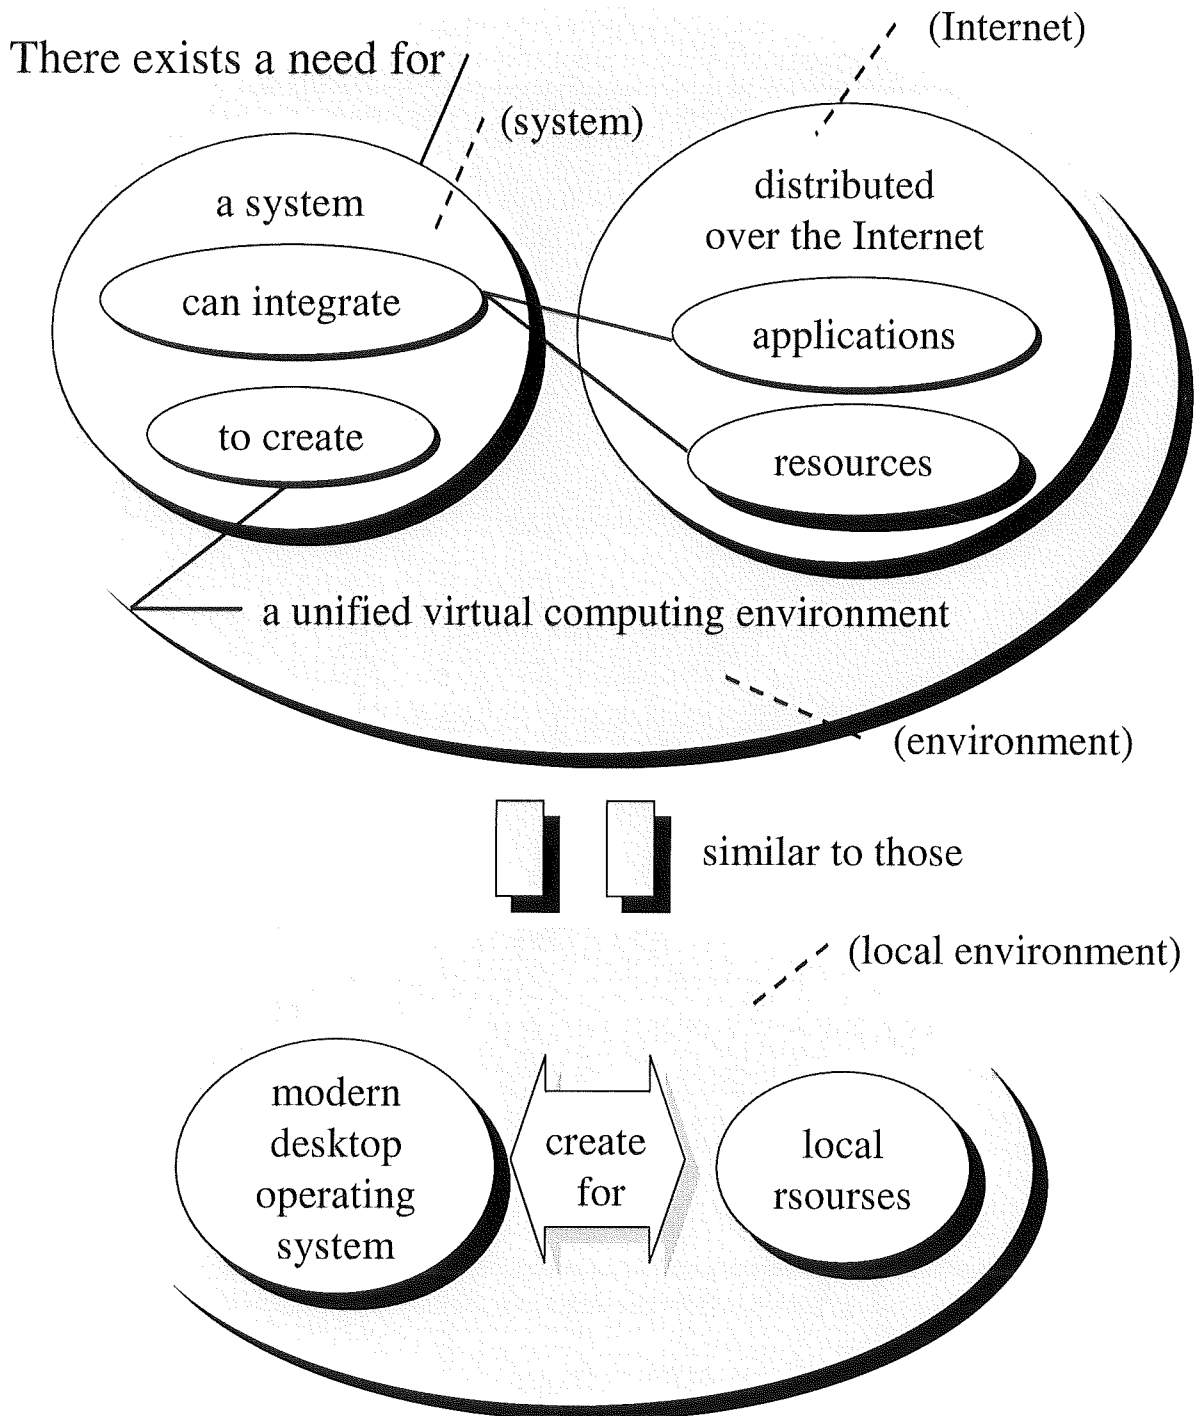 (Internet)
There exists a need for
(system)
a system
can integrate
to create
distributed
over the Internet
applications
resources
a unified virtual computing environment
(environment)
similar to those
(local environment)
modern
desktop
operating
system
create
for
local
rsourses